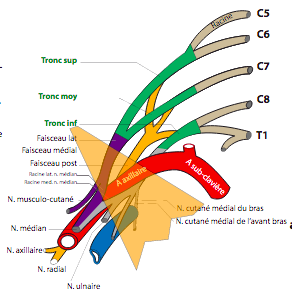 Racine
C5
C6
Tronc sup
C7
Tronc moy
C8
Tronc inf
T1
Faisceau lat
Faisceau médial
Faisceau post
Racine lat. n. médian
Racine med. n. médian
A axillaire
A sub-clavière
N. musculo-cutané
N. cutané médial du bras
N. cutané médial de l'avant bras
N. médian
N. axillaire
N. radial
N. ulnaire